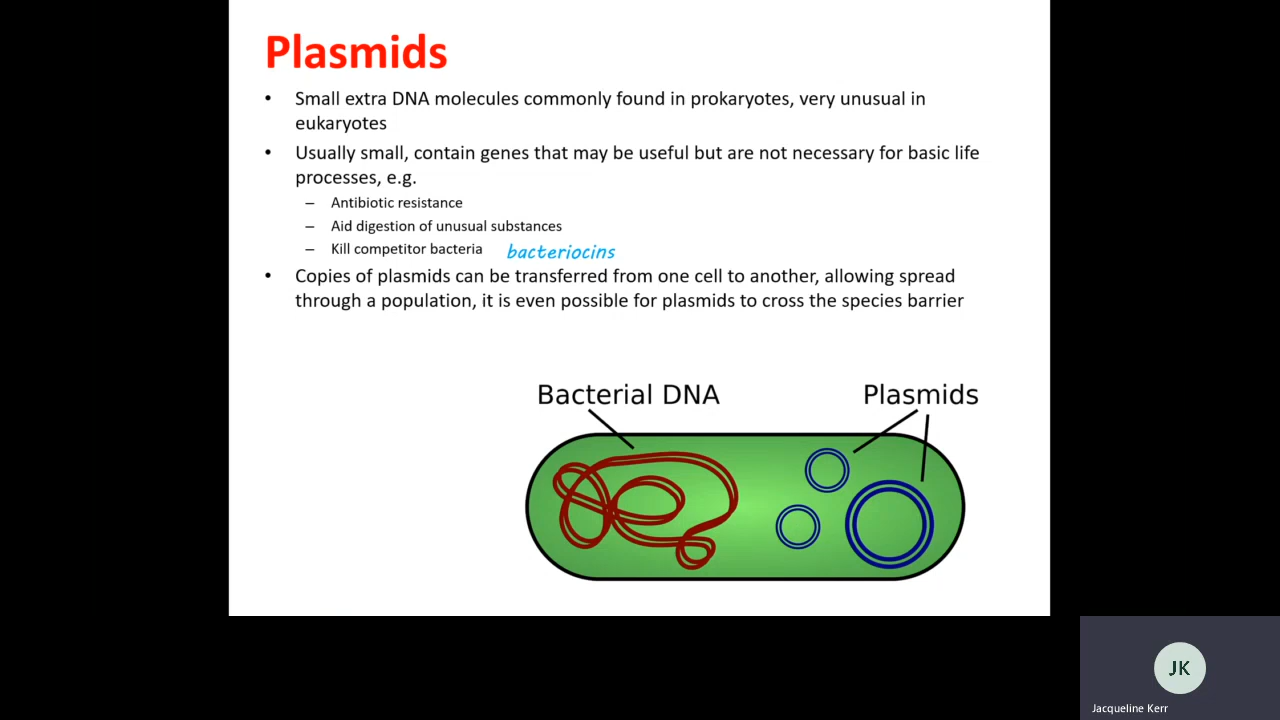 Plasmids
• Small extra DNA molecules commonly found in prokaryotes, very unusual in
eukaryotes
• Usually small, contain genes that may be useful but are not necessary for basic life
processes, e.g.
– Antibiotic resistance
– Aid digestion of unusual substances
– Kill competitor bacteria bacteriocins
• Copies of plasmids can be transferred from one cell to another, allowing spread
through a population, it is even possible for plasmids to cross the species barrier
Bacterial DNA Plasmids
JK
Jacqueline Kerr